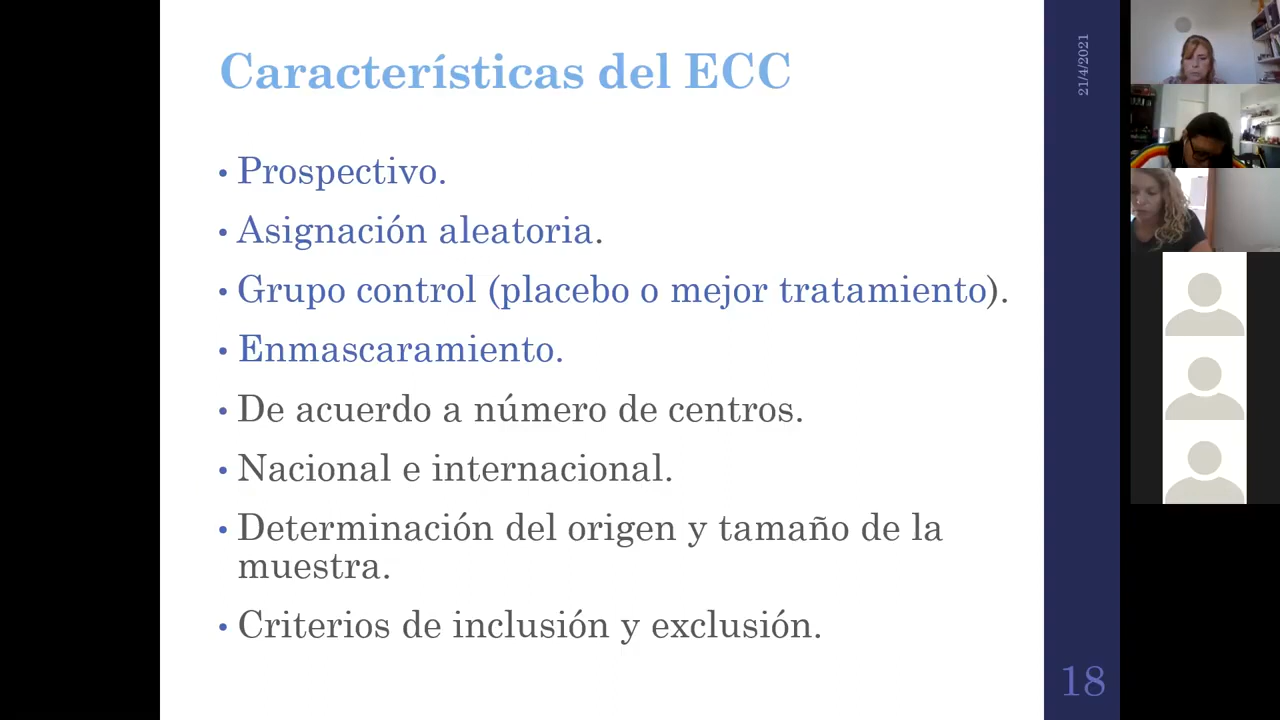 Características del ECC
• Prospectivo.
• Asignación aleatoria.
• Grupo control (placebo o mejor tratamiento).
• Enmascaramiento.
• De acuerdo a número de centros.
• Nacional e internacional.
• Determinación del origen y tamaño de la
muestra.
• Criterios de inclusión y exclusión.
21/4/2021
18